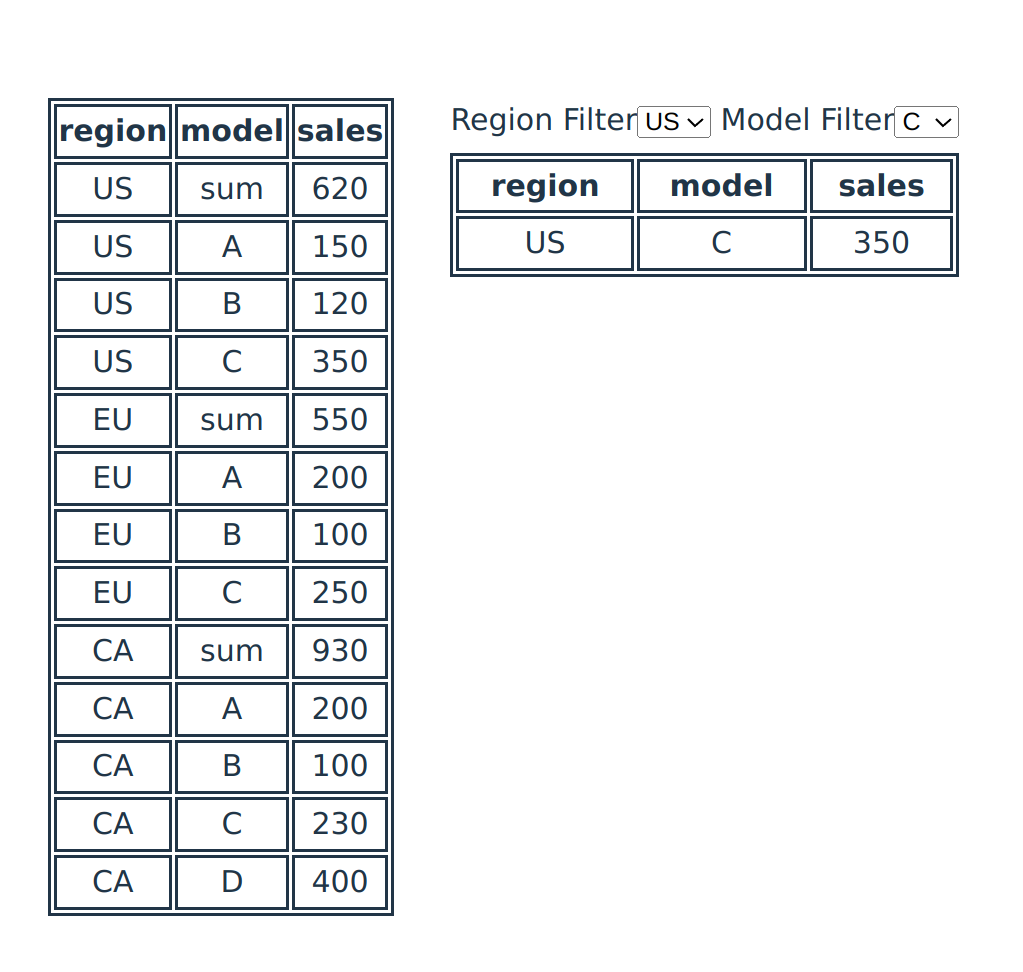 region model sales
US sum 620
US A 150
US B 120
US C 350
EU sum 550
EU A 200
EU B 100
EU C 250
CA sum 930
CA A 200
CA B 100
CA C 230
CA D 400
Region Filter US Model Filter C
region model sales
US C 350